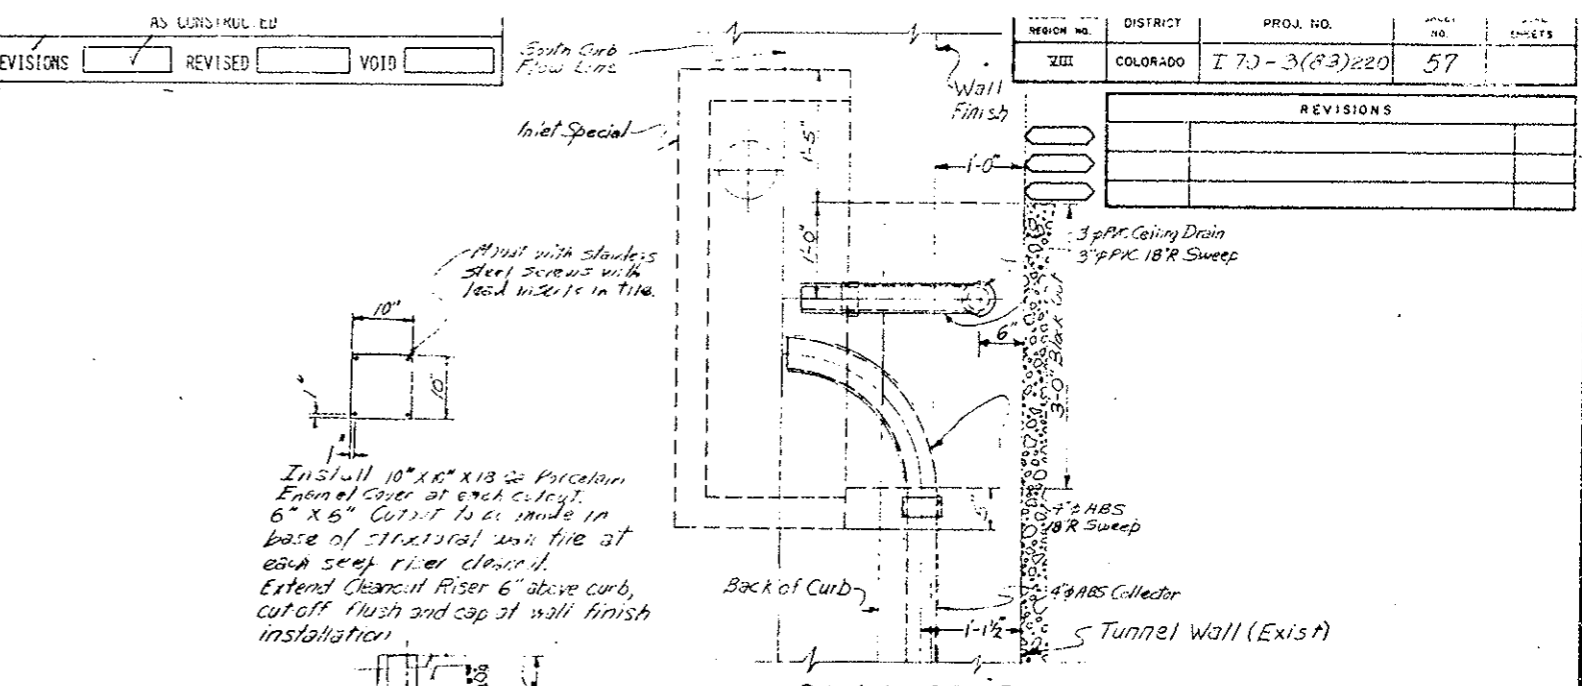 AS CONSTRUCTED
REVISIONS
REVISED
VOID
REGION NO.
DISTRICT
PROJ. NO.
SHEET NO.
SHEETS
VIII
COLORADO
I 70-3(83)220
57
REVISIONS
South Curb
Flow Line
Wall
Finish
Inlet Special
1'-5"
1'-0"
1'-0"
3"φ PVC Ceiling Drain
3"φ PVC 18"R Sweep
Mount with stainless
steel screws with
lead inserts in tile.
10"
10"
6"
3'-0" Block Out
1"
1"
Install 10" X 10" X 18 ga Porcelain
Enamel Cover at each cutout.
6" X 6" Cutout to be made in
base of structural wall tile at
each seep riser cleanout.
Extend Cleanout Riser 6" above curb,
cut off flush and cap at wall finish
installation
4"φ ABS
18"R Sweep
Back of Curb
4"φ ABS Collector
1'-1½"
Tunnel Wall (Exist)